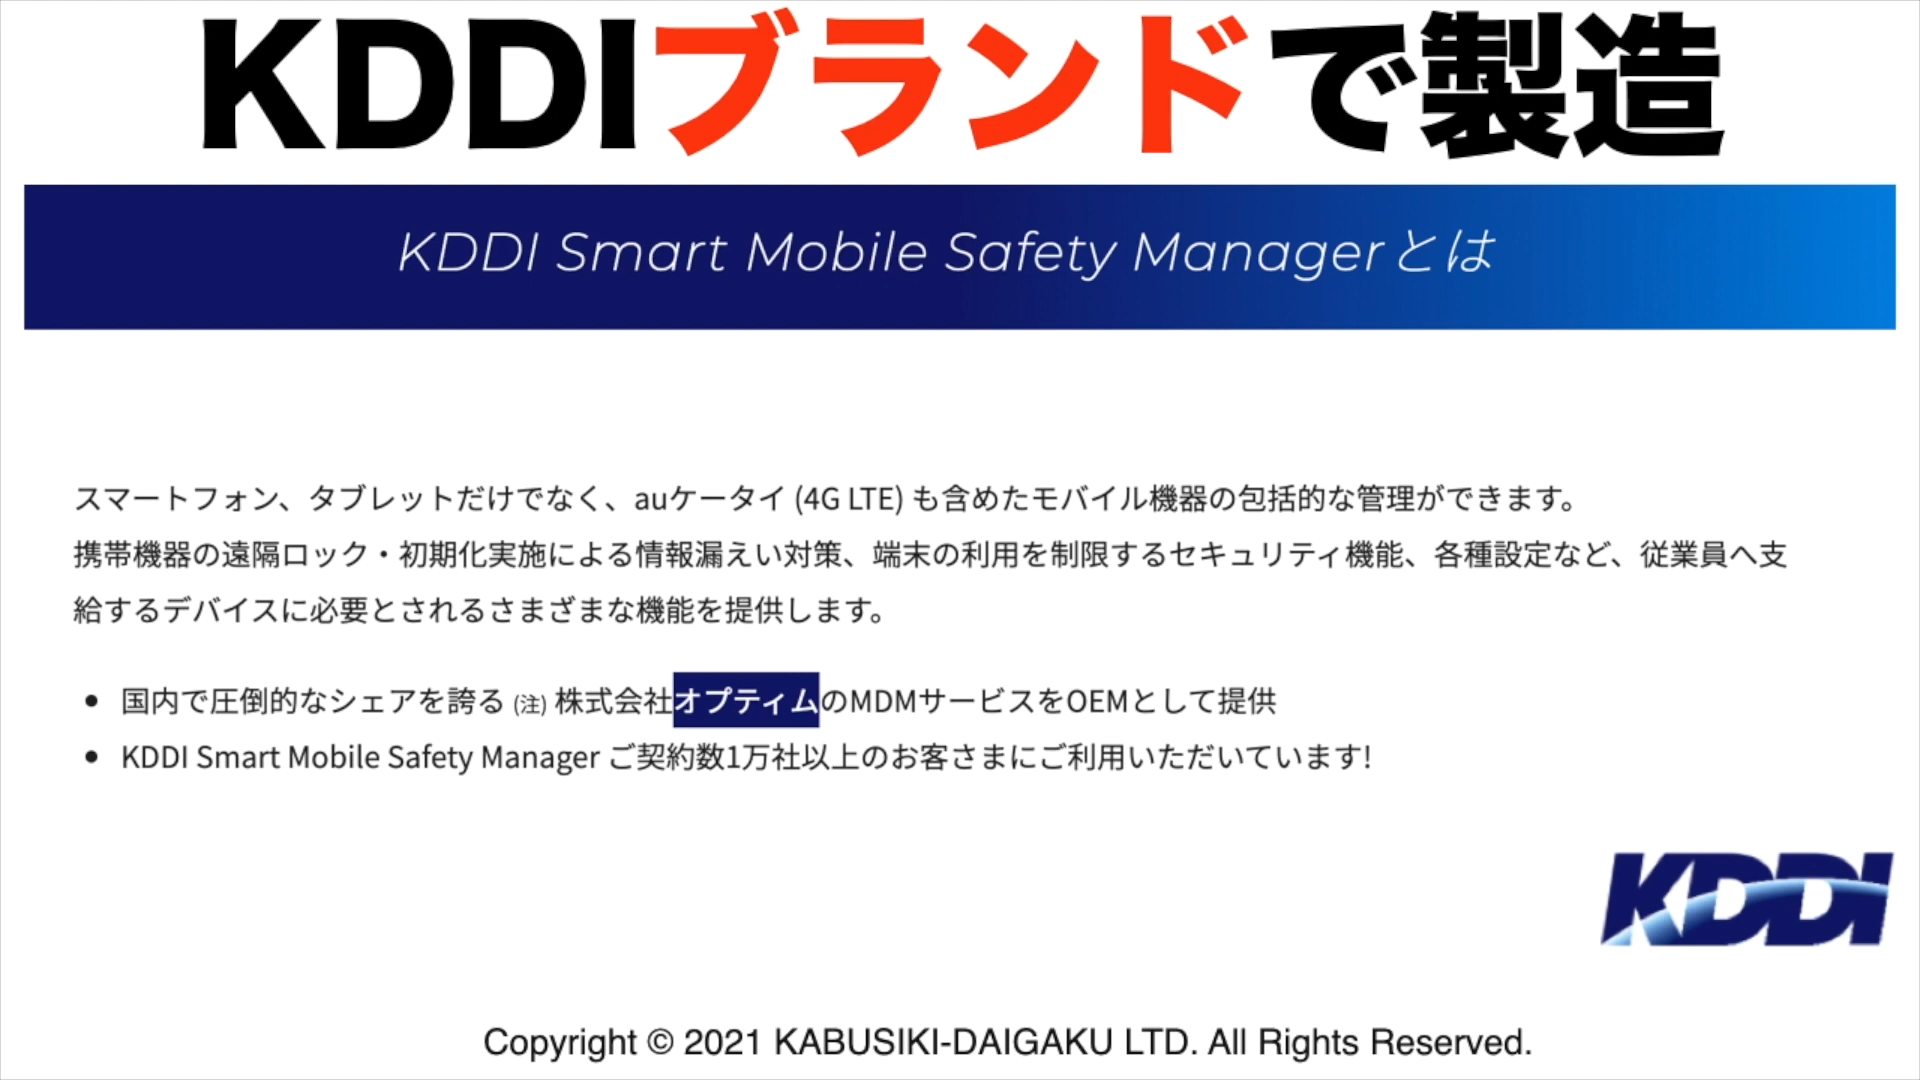 KDDIブランドで製造
KDDI Smart Mobile Safety Managerとは
スマートフォン、タブレットだけでなく、auケータイ (4G LTE) も含めたモバイル機器の包括的な管理ができます。
携帯機器の遠隔ロック・初期化実施による情報漏えい対策、端末の利用を制限するセキュリティ機能、各種設定など、従業員へ支
給するデバイスに必要とされるさまざまな機能を提供します。
• 国内で圧倒的なシェアを誇る (注) 株式会社オプティムのMDMサービスをOEMとして提供
• KDDI Smart Mobile Safety Manager ご契約数1万社以上のお客さまにご利用いただいています!
KDDI
Copyright © 2021 KABUSIKI-DAIGAKU LTD. All Rights Reserved.